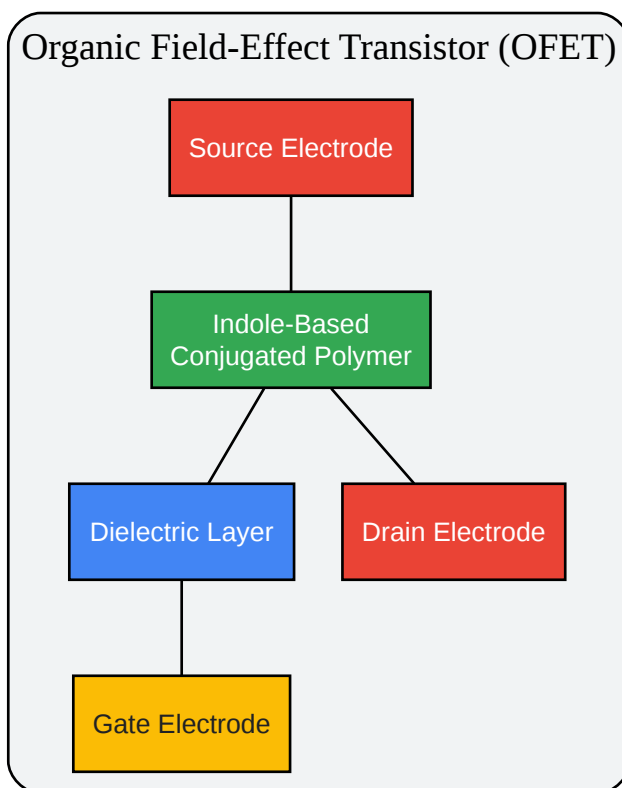 Organic Field-Effect Transistor (OFET)
Source Electrode
Indole-Based
Conjugated Polymer
Dielectric Layer
Drain Electrode
Gate Electrode